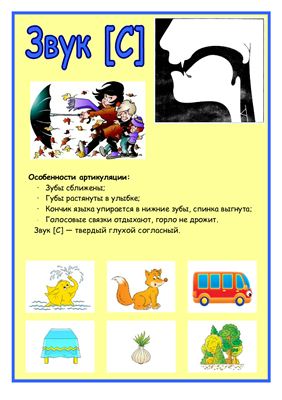 Звук [С]
Особенности артикуляции:
· Зубы сближены;
· Губы растянуты в улыбке;
· Кончик языка упирается в нижние зубы, спинка выгнута;
· Голосовые связки отдыхают, горло не дрожит.
Звук [С] — твердый глухой согласный.